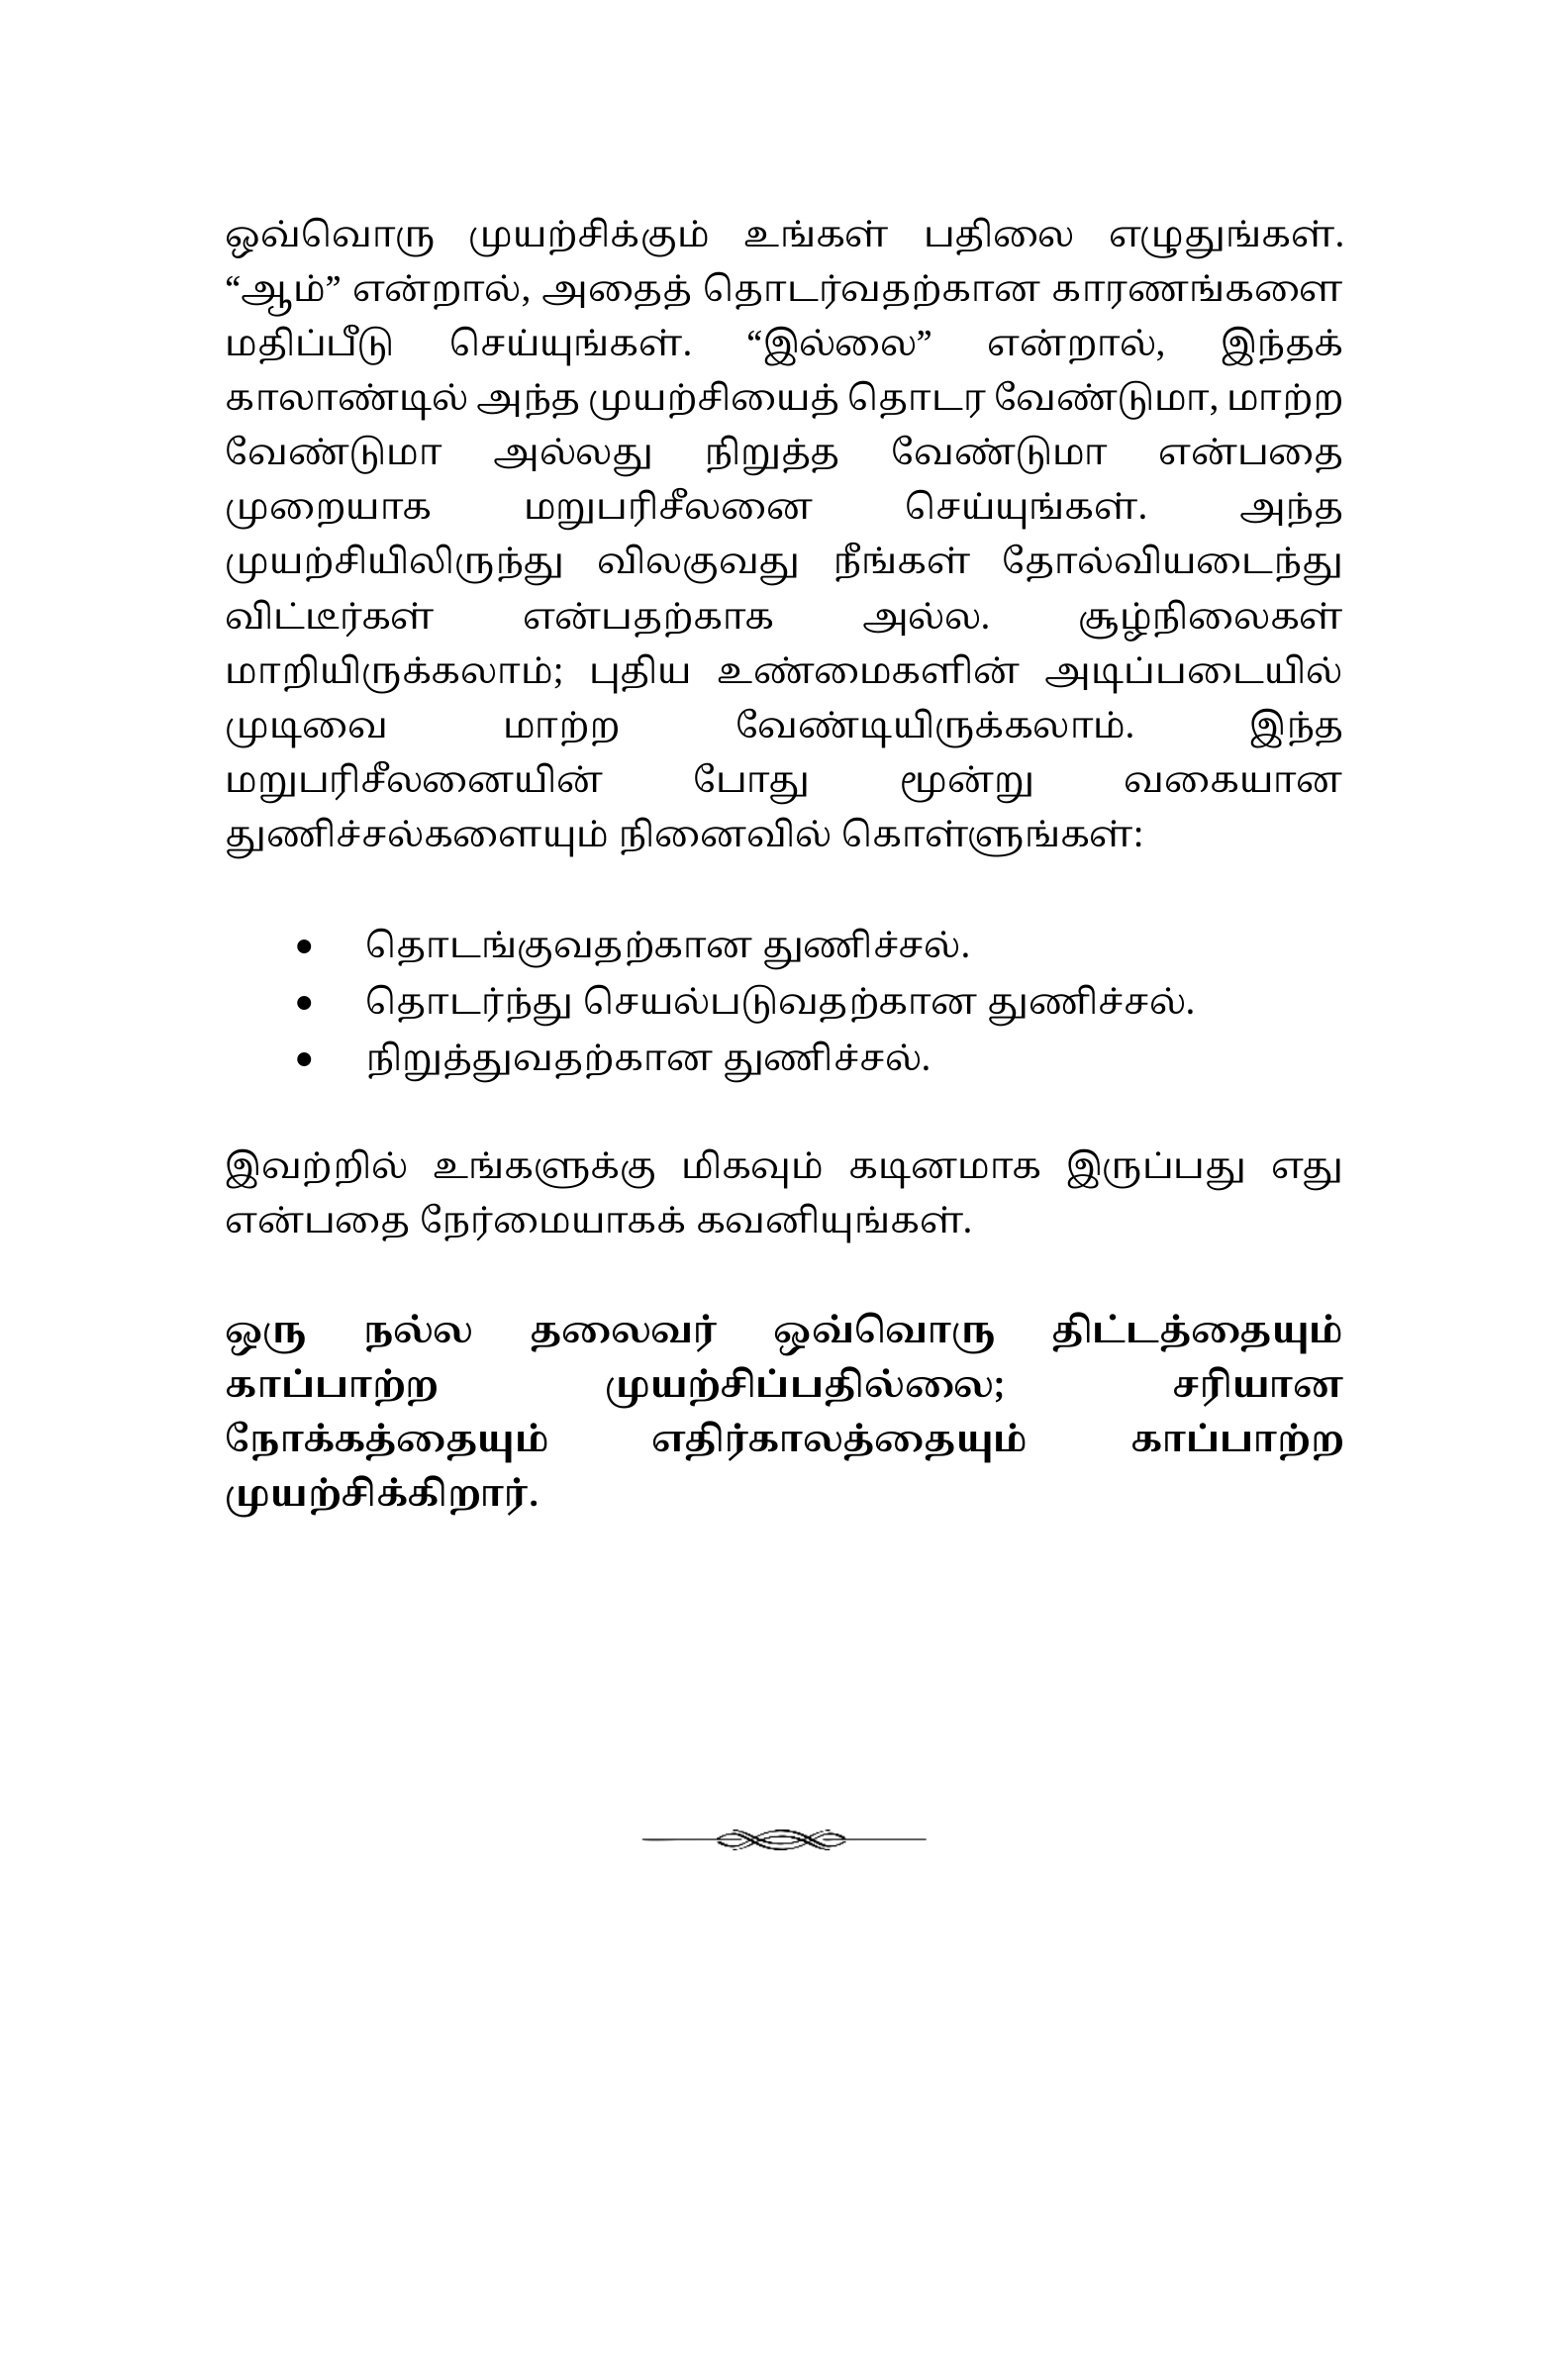 ஒவ்வொரு முயற்சிக்கும் உங்கள் பதிலை எழுதுங்கள்.
“ஆம்” என்றால், அதைத் தொடர்வதற்கான காரணங்களை
மதிப்பீடு செய்யுங்கள். “இல்லை” என்றால், இந்தக்
காலாண்டில் அந்த முயற்சியைத் தொடர வேண்டுமா, மாற்ற
வேண்டுமா அல்லது நிறுத்த வேண்டுமா என்பதை
முறையாக மறுபரிசீலனை செய்யுங்கள். அந்த
முயற்சியிலிருந்து விலகுவது நீங்கள் தோல்வியடைந்து
விட்டீர்கள் என்பதற்காக அல்ல. சூழ்நிலைகள்
மாறியிருக்கலாம்; புதிய உண்மைகளின் அடிப்படையில்
முடிவை மாற்ற வேண்டியிருக்கலாம். இந்த
மறுபரிசீலனையின் போது மூன்று வகையான
துணிச்சல்களையும் நினைவில் கொள்ளுங்கள்:
• தொடங்குவதற்கான துணிச்சல்.
• தொடர்ந்து செயல்படுவதற்கான துணிச்சல்.
• நிறுத்துவதற்கான துணிச்சல்.
இவற்றில் உங்களுக்கு மிகவும் கடினமாக இருப்பது எது
என்பதை நேர்மையாகக் கவனியுங்கள்.
ஒரு நல்ல தலைவர் ஒவ்வொரு திட்டத்தையும்
காப்பாற்ற முயற்சிப்பதில்லை; சரியான
நோக்கத்தையும் எதிர்காலத்தையும் காப்பாற்ற
முயற்சிக்கிறார்.